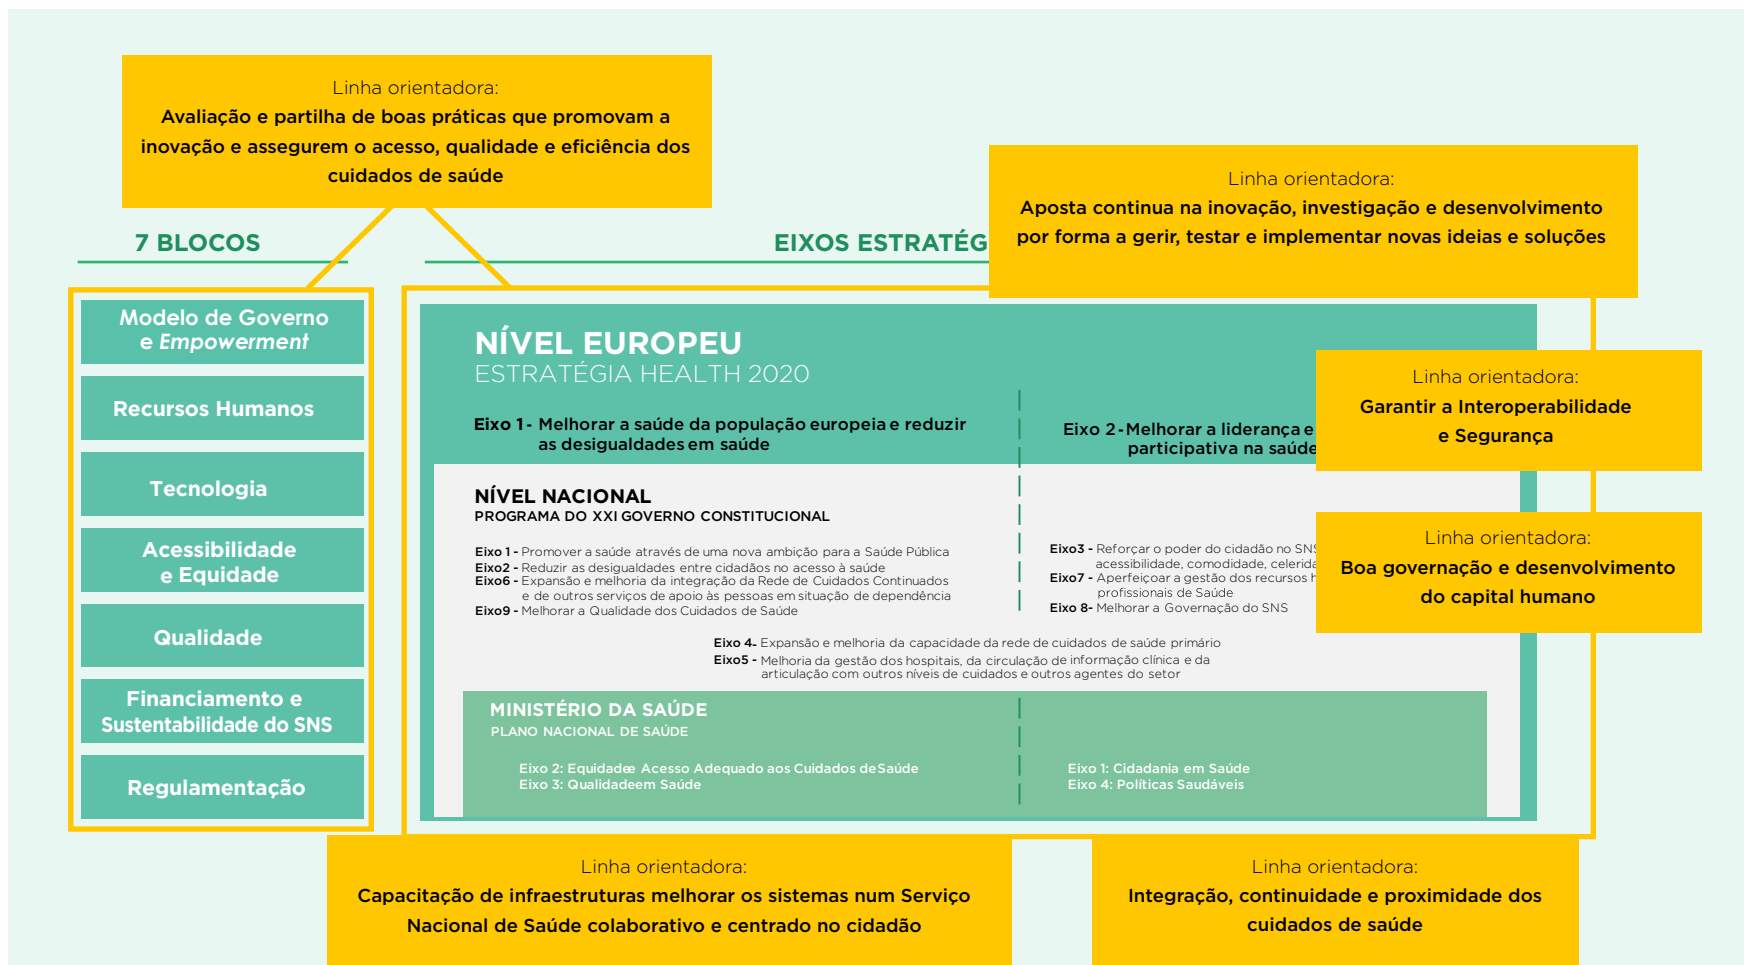 Linha orientadora:
Avaliação e partilha de boas práticas que promovam a
inovação e assegurem o acesso, qualidade e eficiência dos
cuidados de saúde
Linha orientadora:
Aposta continua na inovação, investigação e desenvolvimento
por forma a gerir, testar e implementar novas ideias e soluções
7 BLOCOS
EIXOS ESTRATÉG
Modelo de Governo
e Empowerment
Recursos Humanos
Tecnologia
Acessibilidade
e Equidade
Qualidade
Financiamento e
Sustentabilidade do SNS
Regulamentação
NÍVEL EUROPEU
ESTRATÉGIA HEALTH 2020
Eixo 1 - Melhorar a saúde da população europeia e reduzir
as desigualdades em saúde
Eixo 2 - Melhorar a liderança e
participativa na saúde
Linha orientadora:
Garantir a Interoperabilidade
e Segurança
NÍVEL NACIONAL
PROGRAMA DO XXI GOVERNO CONSTITUCIONAL
Eixo 1 - Promover a saúde através de uma nova ambição para a Saúde Pública
Eixo2 - Reduzir as desigualdades entre cidadãos no acesso à saúde
Eixo6 - Expansão e melhoria da integração da Rede de Cuidados Continuados
e de outros serviços de apoio às pessoas em situação de dependência
Eixo9 - Melhorar a Qualidade dos Cuidados de Saúde
Eixo3 - Reforçar o poder do cidadão no SNS
acessibilidade, comodidade, celerida
Eixo7 - Aperfeiçoar a gestão dos recursos h
profissionais de Saúde
Eixo 8- Melhorar a Governação do SNS
Linha orientadora:
Boa governação e desenvolvimento
do capital humano
Eixo 4- Expansão e melhoria da capacidade da rede de cuidados de saúde primário
Eixo5 - Melhoria da gestão dos hospitais, da circulação de informação clínica e da
articulação com outros níveis de cuidados e outros agentes do setor
MINISTÉRIO DA SAÚDE
PLANO NACIONAL DE SAÚDE
Eixo 2: Equidade e Acesso Adequado aos Cuidados de Saúde
Eixo 3: Qualidade em Saúde
Eixo 1: Cidadania em Saúde
Eixo 4: Políticas Saudáveis
Linha orientadora:
Capacitação de infraestruturas melhorar os sistemas num Serviço
Nacional de Saúde colaborativo e centrado no cidadão
Linha orientadora:
Integração, continuidade e proximidade dos
cuidados de saúde